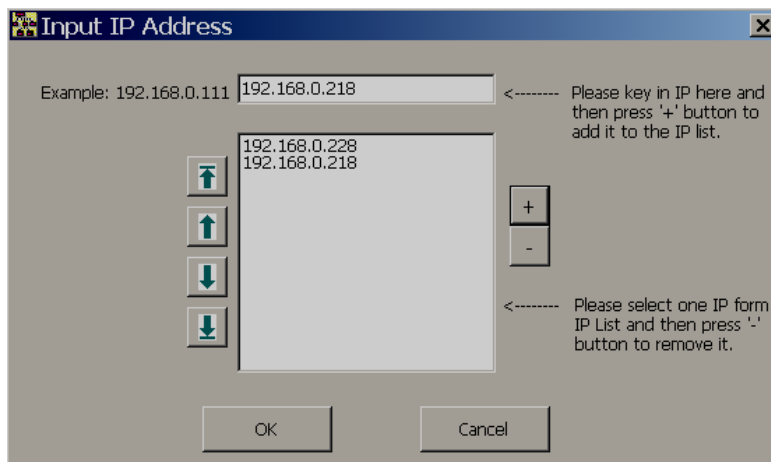 Input IP Address
Example: 192.168.0.111
192.168.0.218
<-------- Please key in IP here and
then press '+' button to
add it to the IP list.
192.168.0.228
192.168.0.218
+
-
<-------- Please select one IP form
IP List and then press '-'
button to remove it.
OK
Cancel